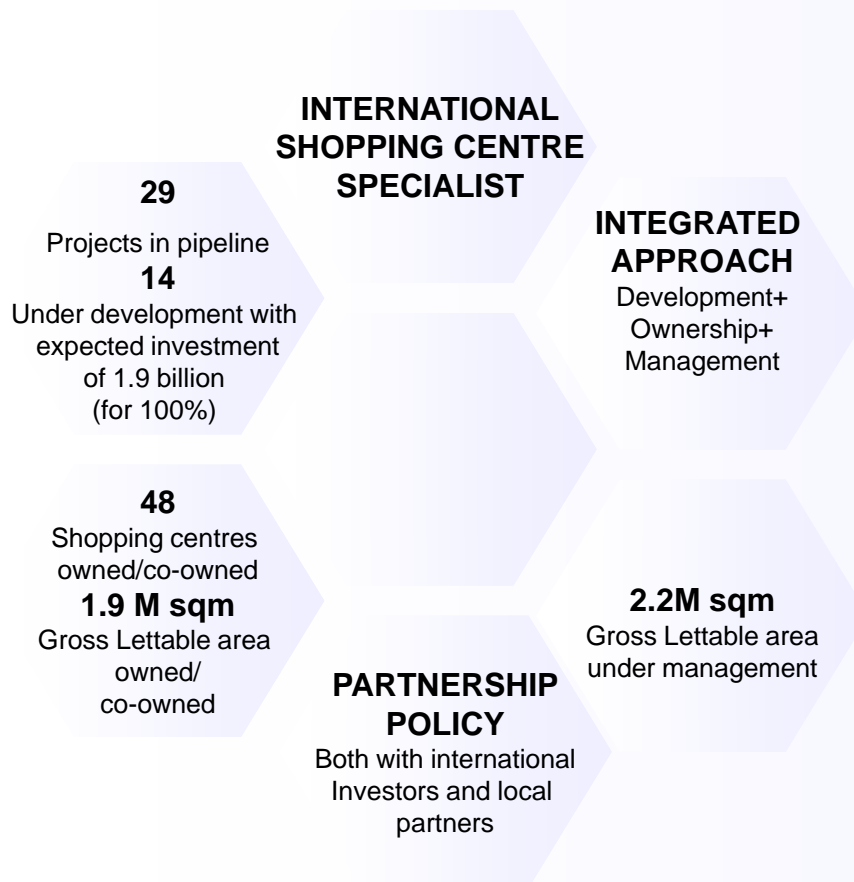 INTERNATIONAL
SHOPPING CENTRE
SPECIALIST
29
Projects in pipeline
14
Under development with
expected investment
of 1.9 billion
(for 100%)
INTEGRATED
APPROACH
Development+
Ownership+
Management
48
Shopping centres
owned/co-owned
1.9 M sqm
Gross Lettable area
owned/
co-owned
2.2M sqm
Gross Lettable area
under management
PARTNERSHIP
POLICY
Both with international
Investors and local
partners